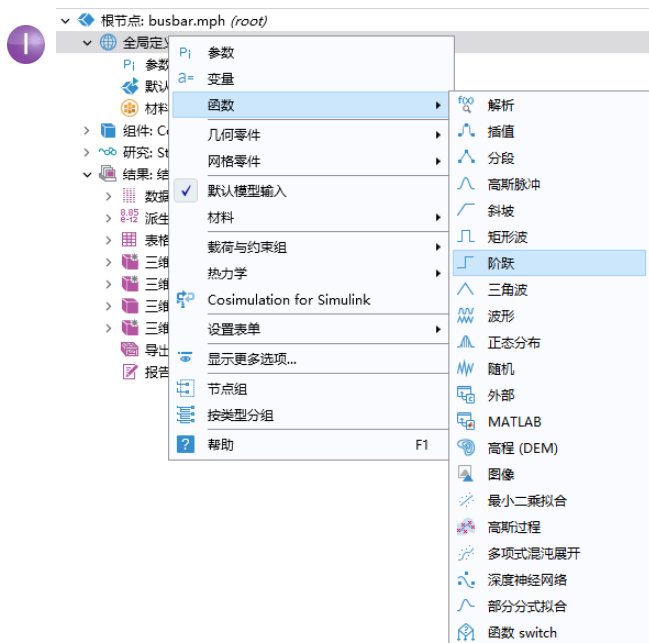 根节点: busbar.mph (root)
I
全局定义
Pi 参数
默认
材料
组件: Co
研究: St
结果: 结
数据
8.85
e-12 派生
表格
三维
三维
三维
三维
导出
报告
Pi 参数
a= 变量
函数
几何零件
网格零件
默认模型输入
材料
载荷与约束组
热力学
Cosimulation for Simulink
设置表单
显示更多选项...
节点组
按类型分组
? 帮助 F1
f(x) 解析
插值
分段
高斯脉冲
斜坡
矩形波
阶跃
三角波
波形
正态分布
随机
外部
MATLAB
高程 (DEM)
图像
最小二乘拟合
高斯过程
多项式混沌展开
深度神经网络
部分分式拟合
函数 switch